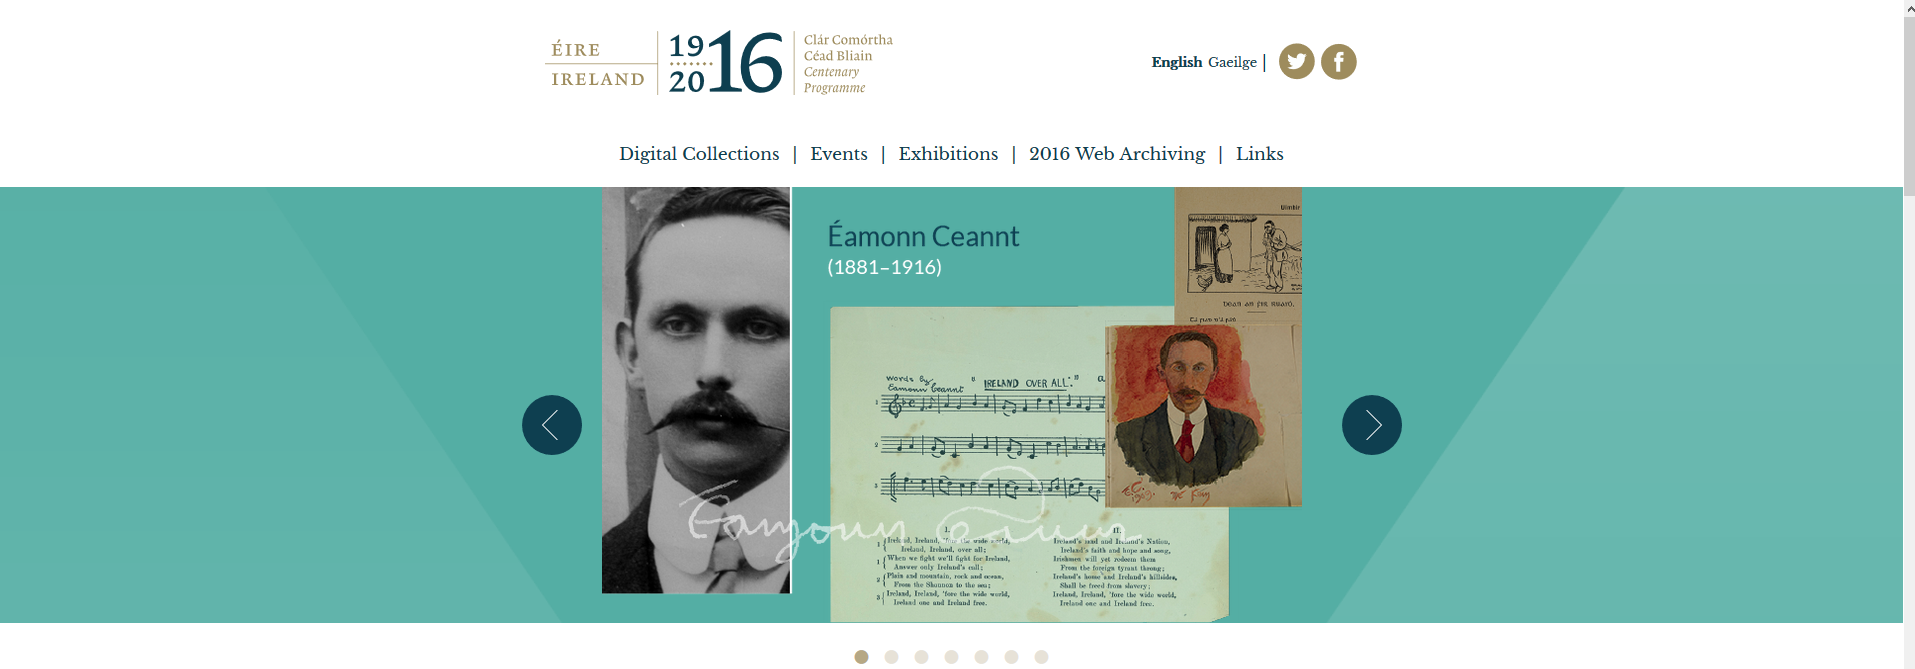 ÉIRE
IRELAND
19
20
16
Clár Comórtha
Céad Bliain
Centenary
Programme
English Gaeilge |
Digital Collections | Events | Exhibitions | 2016 Web Archiving | Links
Éamonn Ceannt
(1881–1916)
words by
Éamonn Ceannt
"IRELAND OVER ALL."
1
2
3
I.
Ireland, Ireland, 'fore the wide world,
Ireland, Ireland, over all;
When we fight we'll fight for Ireland,
Answer only Ireland's call;
Plain and mountain, rock and ocean,
From the Shannon to the sea;
Ireland, Ireland, 'fore the wide world,
Ireland one and Ireland free.
II.
Ireland's land and Ireland's Nation,
Ireland's faith and hope and song,
Irishmen will yet redeem them
From the foreign tyrant throng;
Ireland's home and Ireland's hillsides,
Shall be freed from slavery;
Ireland, Ireland, 'fore the wide world,
Ireland one and Ireland free.